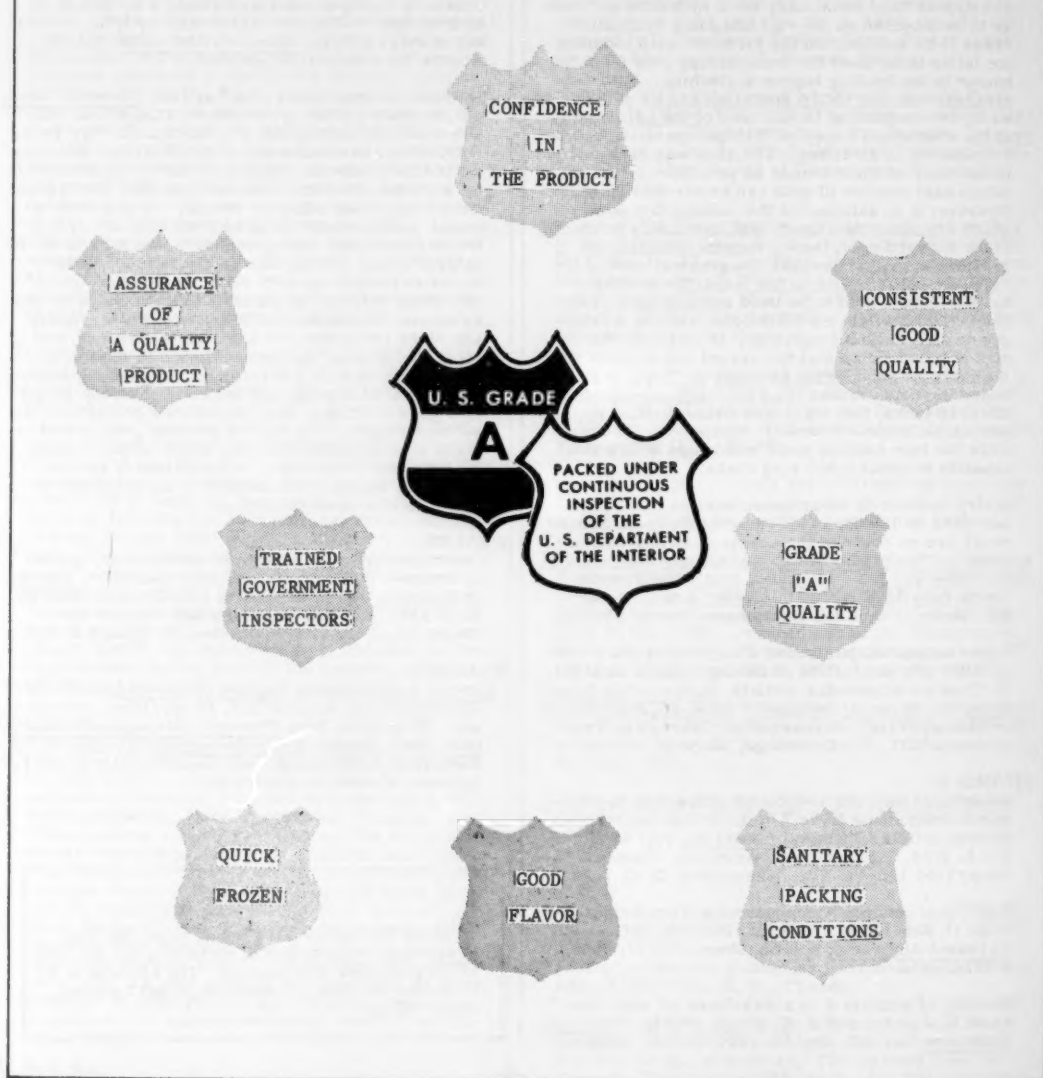 CONFIDENCE
IN
THE PRODUCT
ASSURANCE
OF
A QUALITY
PRODUCT
CONSISTENT
GOOD
QUALITY
U. S. GRADE
A
PACKED UNDER
CONTINUOUS
INSPECTION
OF THE
U. S. DEPARTMENT
OF THE INTERIOR
TRAINED
GOVERNMENT
INSPECTORS
GRADE
"A"
QUALITY
QUICK
FROZEN
GOOD
FLAVOR
SANITARY
PACKING
CONDITIONS